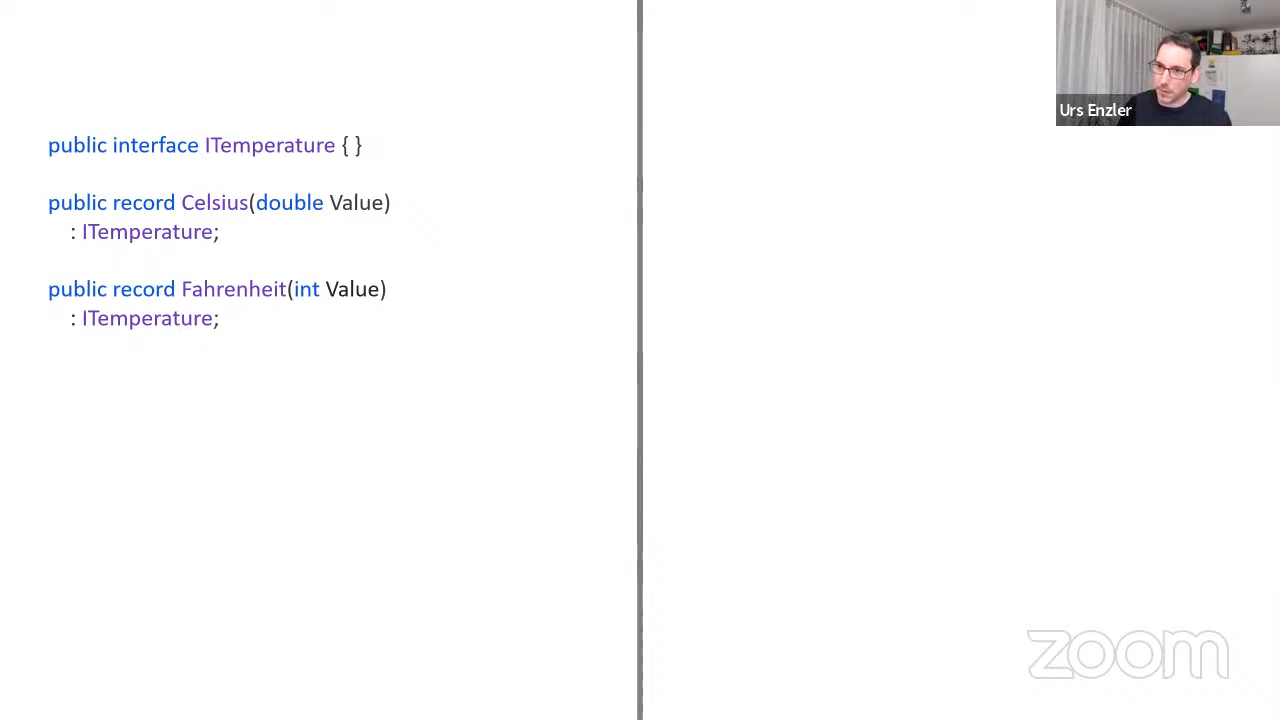 Urs Enzler
public interface ITemperature { }
public record Celsius(double Value)
: ITemperature;
public record Fahrenheit(int Value)
: ITemperature;
zoom